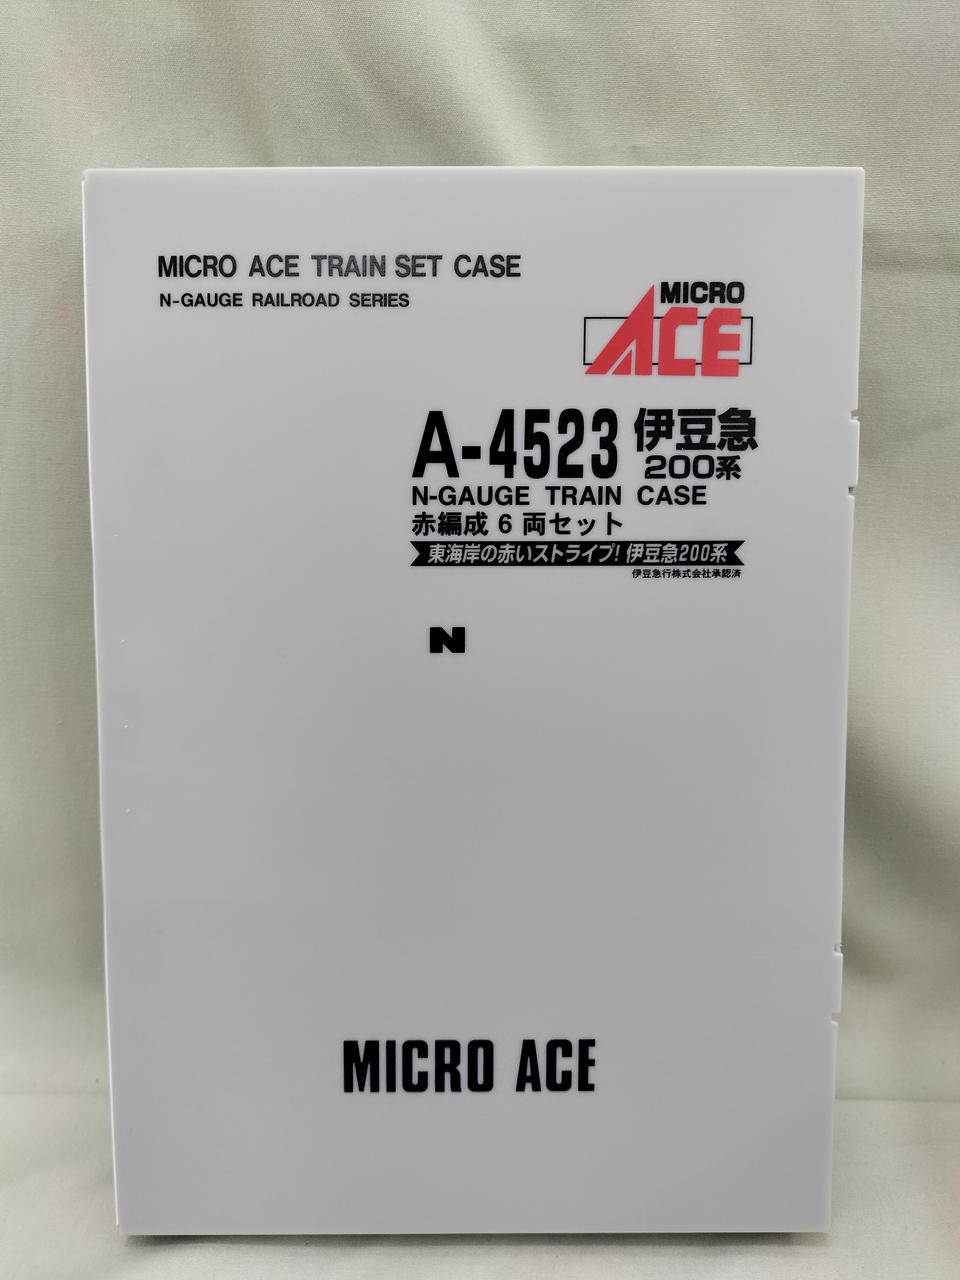 MICRO ACE TRAIN SET CASE
N-GAUGE RAILROAD SERIES
MICRO
ACE
A-4523 伊豆急
200系
N-GAUGE TRAIN CASE
赤編成 6 両セット
東海岸の赤いストライプ! 伊豆急200系
伊豆急行株式会社承認済
N
MICRO ACE